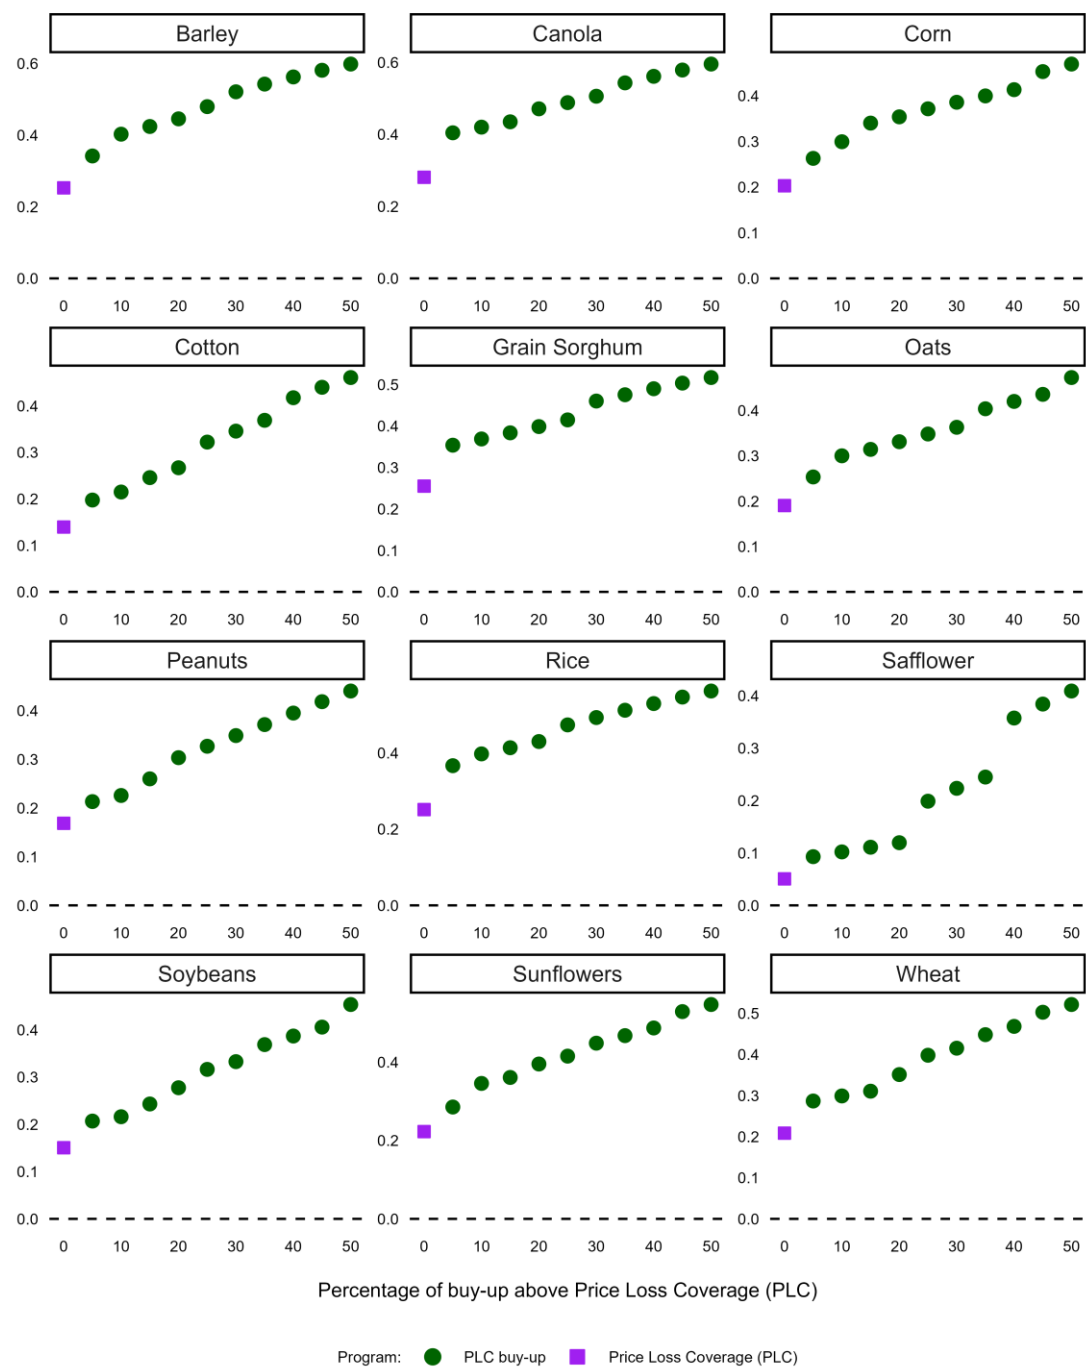 Barley
Canola
Corn
0.6
0.4
0.2
0.0
0.6
0.4
0.2
0.0
0.4
0.3
0.2
0.1
0.0
0 10 20 30 40 50
0 10 20 30 40 50
0 10 20 30 40 50
Cotton
Grain Sorghum
Oats
0.4
0.3
0.2
0.1
0.0
0.5
0.4
0.3
0.2
0.1
0.0
0.4
0.3
0.2
0.1
0.0
0 10 20 30 40 50
0 10 20 30 40 50
0 10 20 30 40 50
Peanuts
Rice
Safflower
0.4
0.3
0.2
0.1
0.0
0.4
0.2
0.0
0.4
0.3
0.2
0.1
0.0
0 10 20 30 40 50
0 10 20 30 40 50
0 10 20 30 40 50
Soybeans
Sunflowers
Wheat
0.4
0.3
0.2
0.1
0.0
0.4
0.2
0.0
0.5
0.4
0.3
0.2
0.1
0.0
0 10 20 30 40 50
0 10 20 30 40 50
0 10 20 30 40 50
Percentage of buy-up above Price Loss Coverage (PLC)
Program: PLC buy-up Price Loss Coverage (PLC)